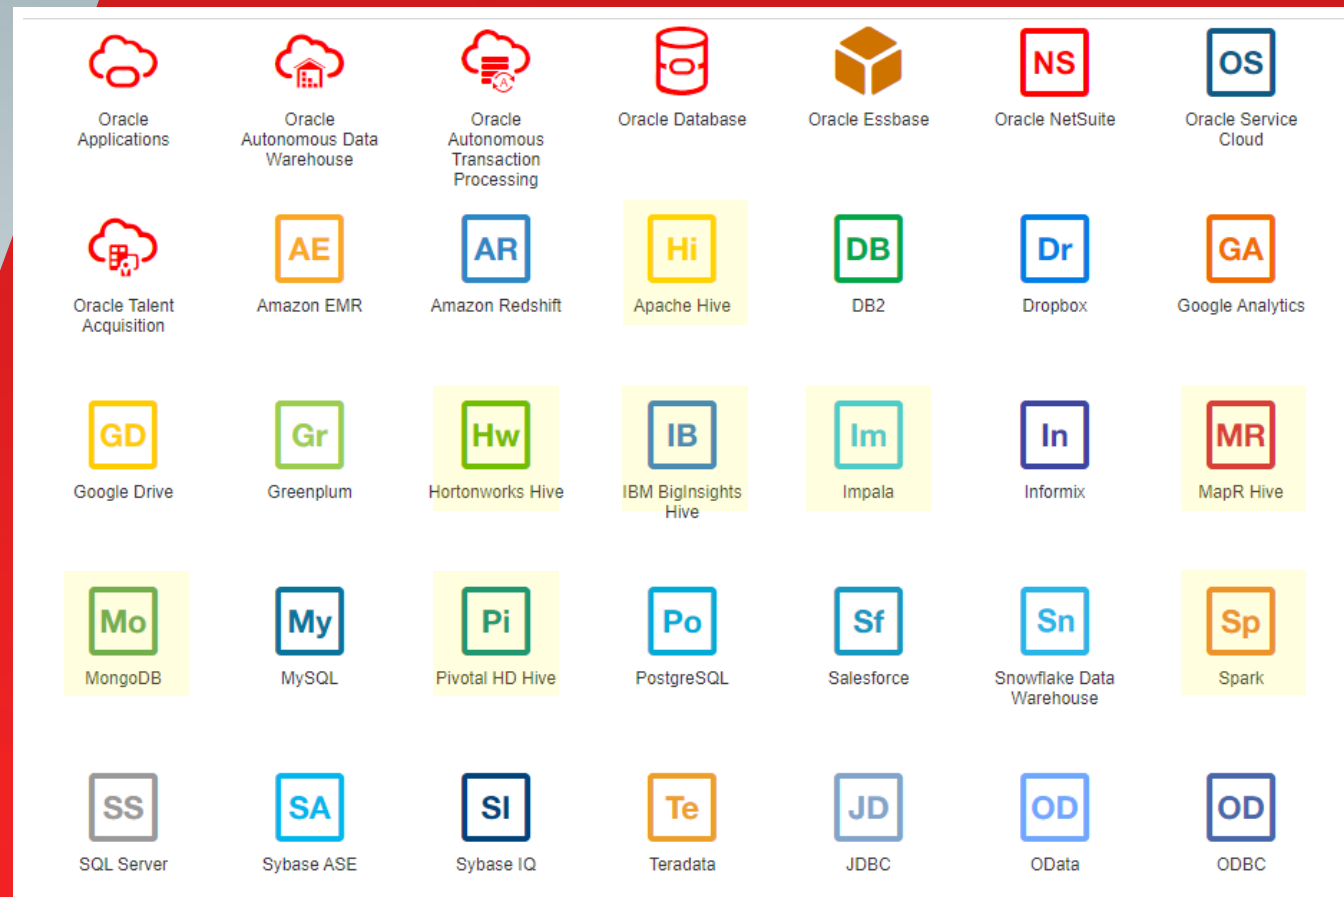 NS
OS
Oracle
Applications
Oracle
Autonomous Data
Warehouse
Oracle
Autonomous
Transaction
Processing
Oracle Database
Oracle Essbase
Oracle NetSuite
Oracle Service
Cloud
A
AE
AR
Hi
DB
Dr
GA
Oracle Talent
Acquisition
Amazon EMR
Amazon Redshift
Apache Hive
DB2
Dropbox
Google Analytics
GD
Gr
Hw
IB
Im
In
MR
Google Drive
Greenplum
Hortonworks Hive
IBM BigInsights
Hive
Impala
Informix
MapR Hive
Mo
My
Pi
Po
Sf
Sn
Sp
MongoDB
MySQL
Pivotal HD Hive
PostgreSQL
Salesforce
Snowflake Data
Warehouse
Spark
SS
SA
SI
Te
JD
OD
OD
SQL Server
Sybase ASE
Sybase IQ
Teradata
JDBC
OData
ODBC